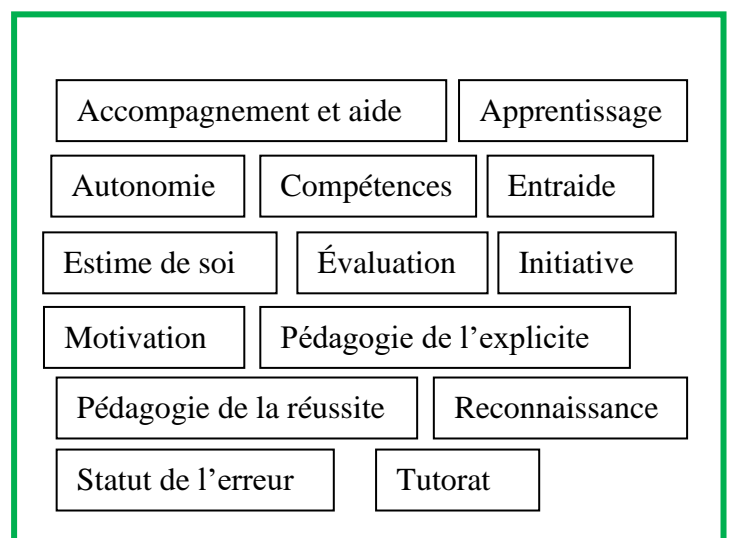 Accompagnement et aide Apprentissage
Autonomie Compétences Entraide
Estime de soi Évaluation Initiative
Motivation Pédagogie de l’explicite
Pédagogie de la réussite Reconnaissance
Statut de l’erreur Tutorat